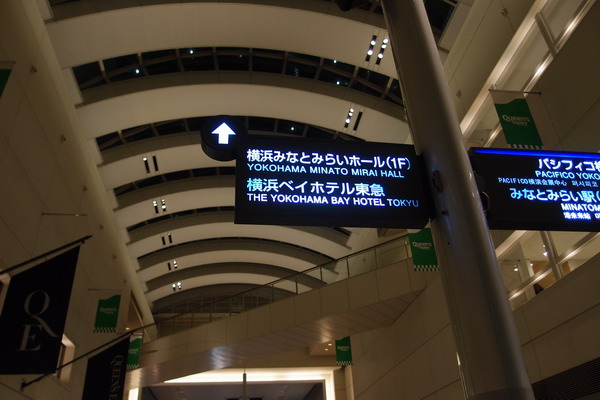 横浜みなとみらいホール(1F)
YOKOHAMA MINATO MIRAI HALL
横浜ベイホテル東急
THE YOKOHAMA BAY HOTEL TOKYU
パシフィコ
PACIFICO YOKO
みなとみらい駅
MINATOM
QE
QUEEN'S